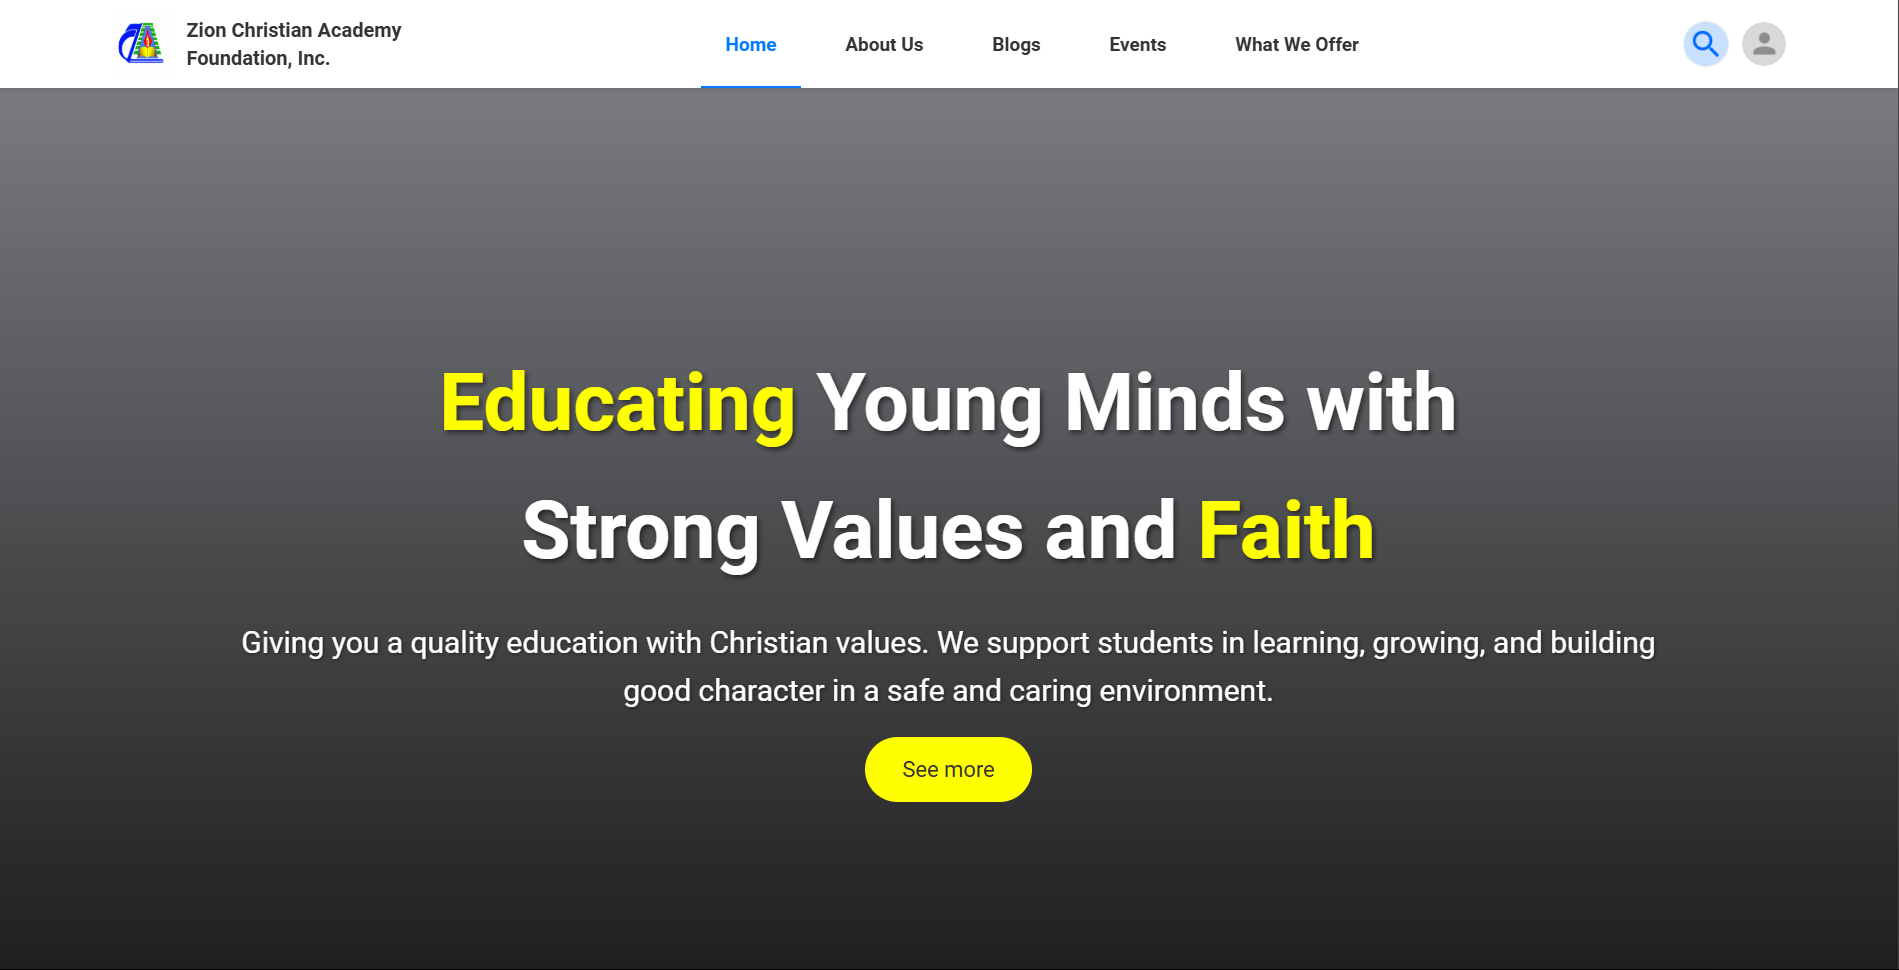 Zion Christian Academy
Foundation, Inc.
Home
About Us
Blogs
Events
What We Offer
Educating Young Minds with
Strong Values and Faith
Giving you a quality education with Christian values. We support students in learning, growing, and building
good character in a safe and caring environment.
See more